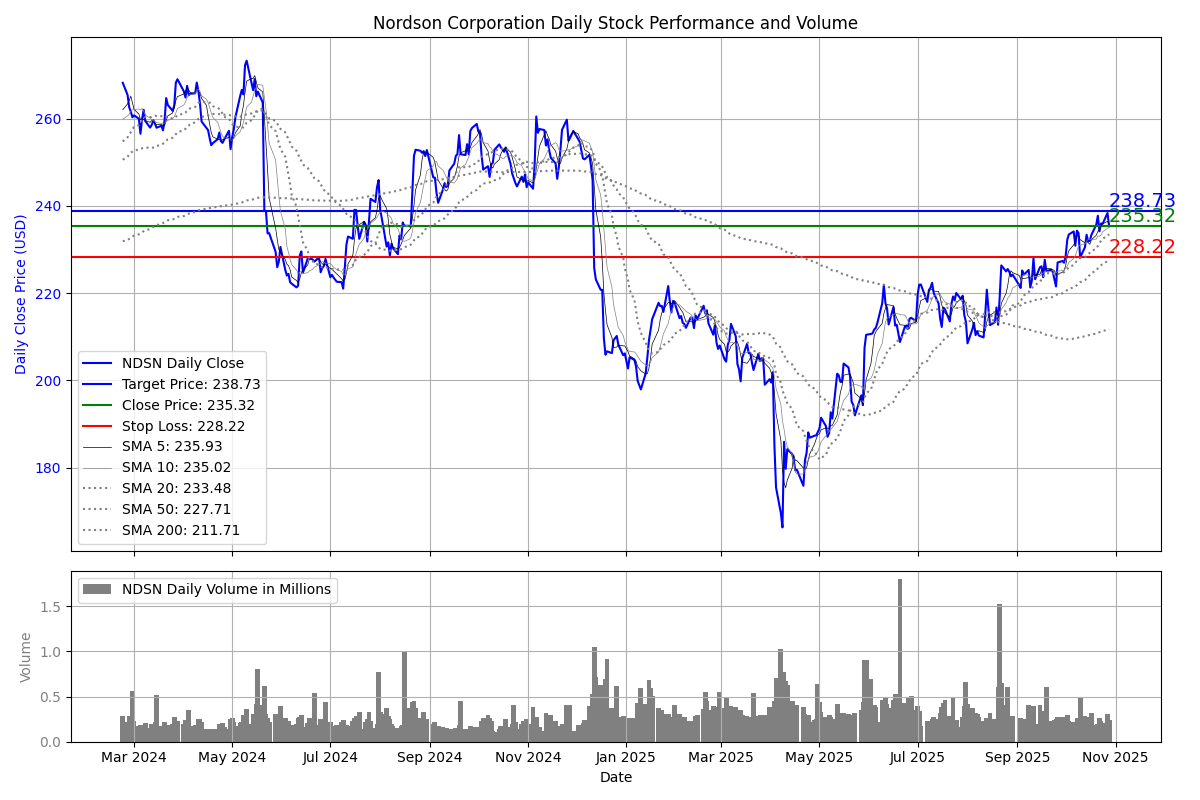 Nordson Corporation Daily Stock Performance and Volume
Daily Close Price (USD)
260
240
220
200
180
238.73
235.32
228.22
NDSN Daily Close
Target Price: 238.73
Close Price: 235.32
Stop Loss: 228.22
SMA 5: 235.93
SMA 10: 235.02
SMA 20: 233.48
SMA 50: 227.71
SMA 200: 211.71
Volume
1.5
1.0
0.5
0.0
NDSN Daily Volume in Millions
Mar 2024 May 2024 Jul 2024 Sep 2024 Nov 2024 Jan 2025 Mar 2025 May 2025 Jul 2025 Sep 2025 Nov 2025
Date